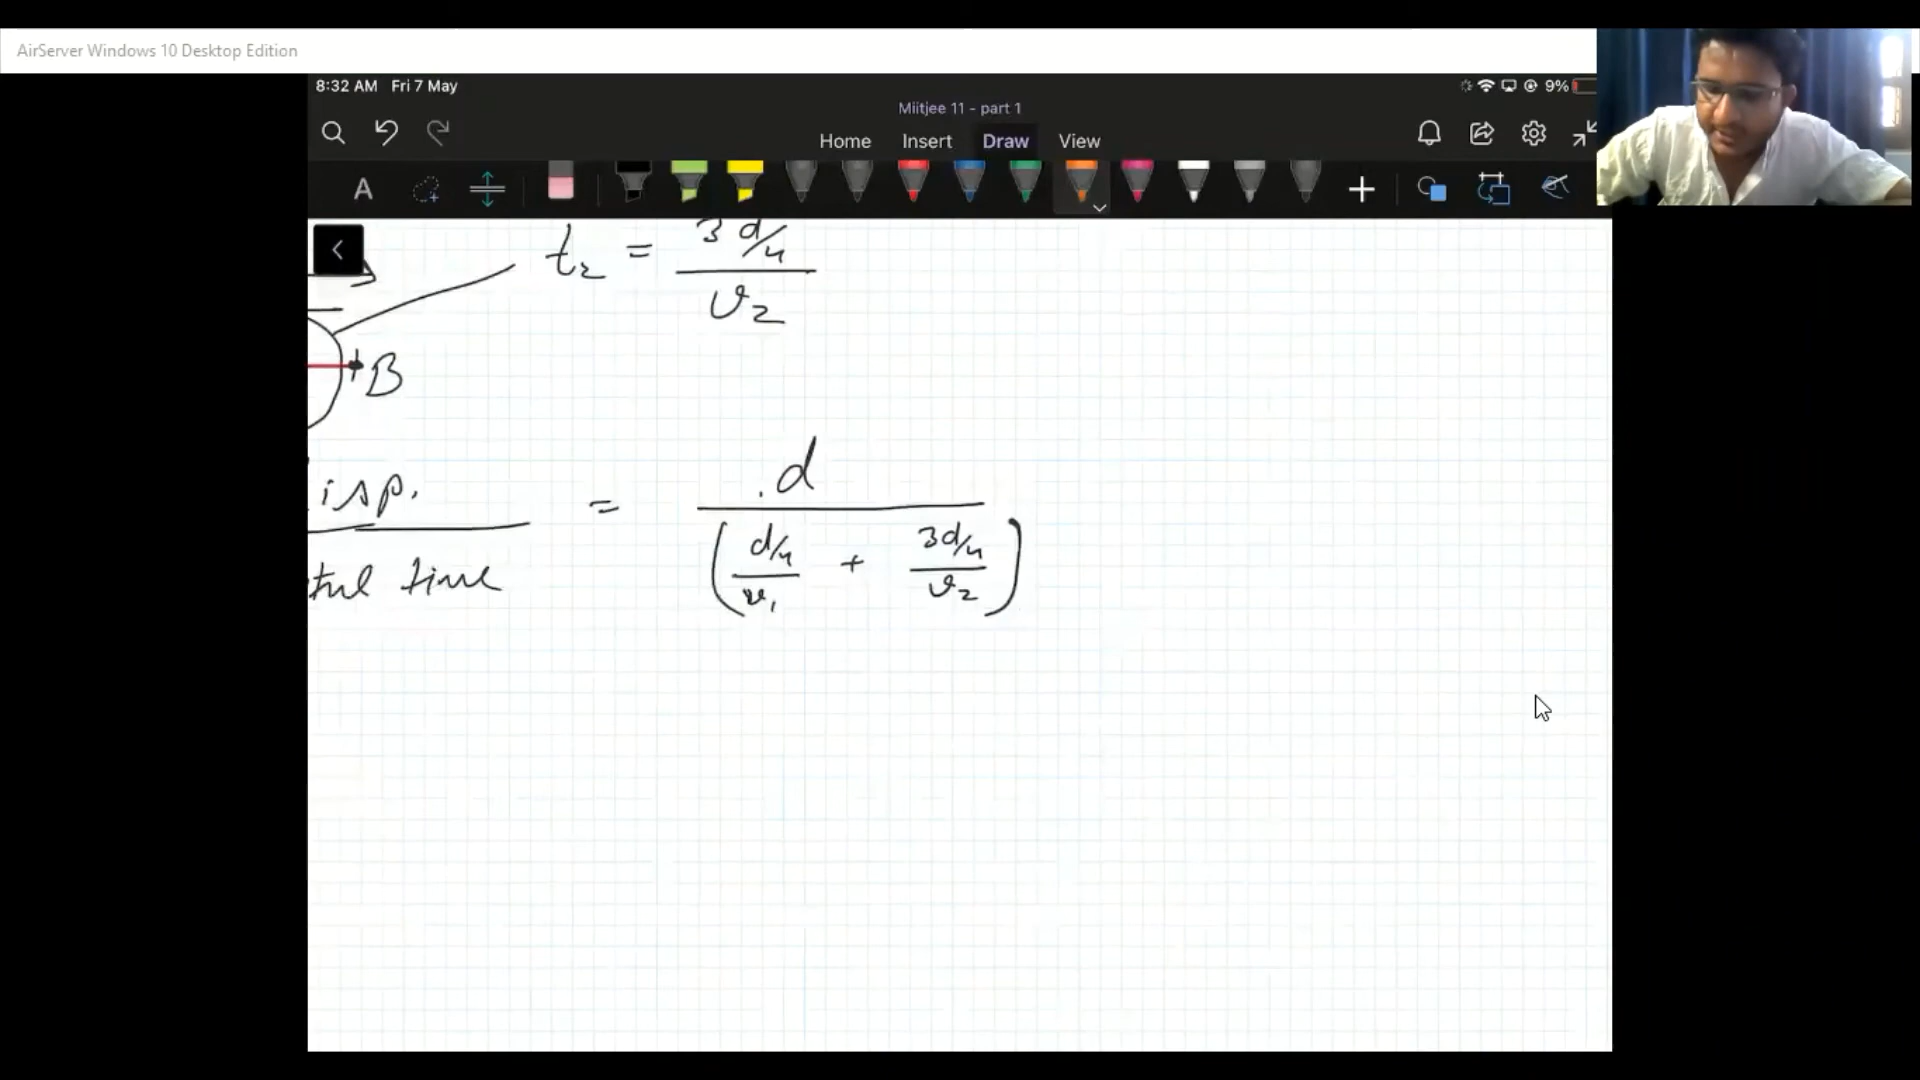 AirServer Windows 10 Desktop Edition
8:32 AM Fri 7 May
9%
Miitjee 11 - part 1
Home Insert Draw View
A
t₂ = 3d/4 / v₂
B
isp. = d
time (d/4 / v₁ + 3d/4 / v₂)